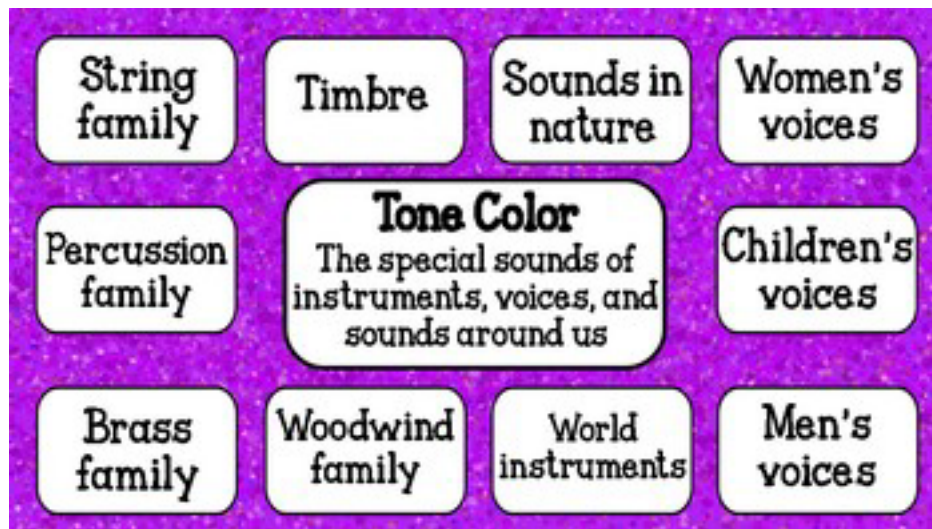 String
family
Timbre
Sounds in
nature
Women's
voices
Percussion
family
Tone Color
The special sounds of
instruments, voices, and
sounds around us
Children's
voices
Brass
family
Woodwind
family
World
instruments
Men's
voices